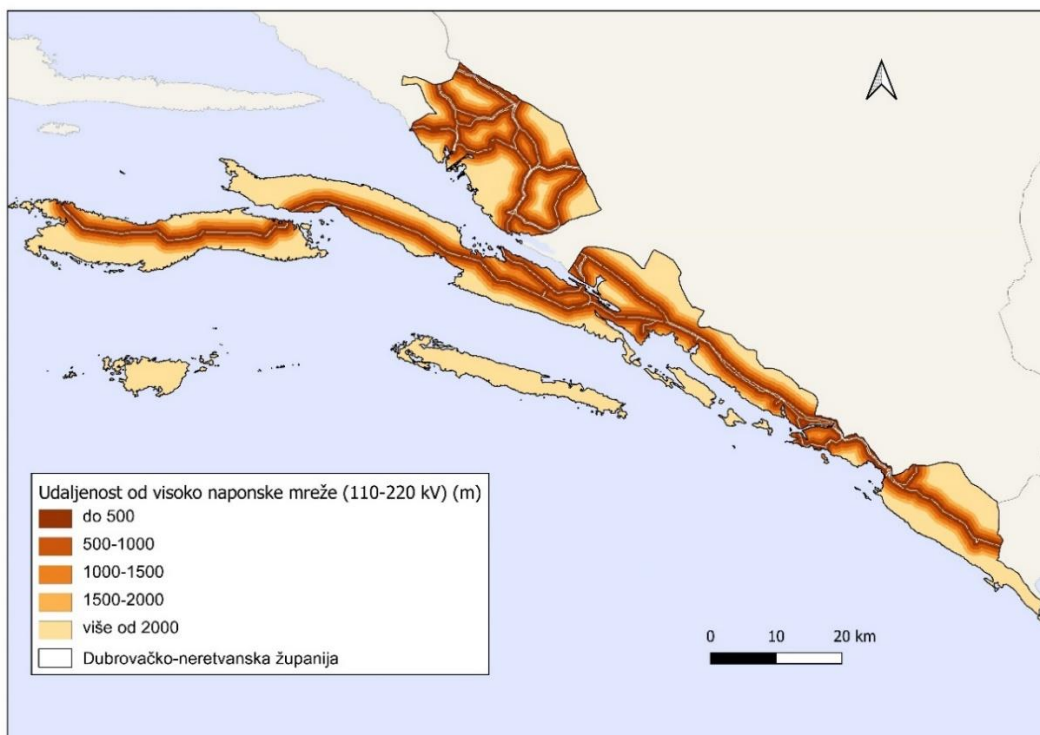 Udaljenost od visoko naponske mreže (110-220 kV) (m)
do 500
500-1000
1000-1500
1500-2000
više od 2000
Dubrovačko-neretvanska županija
0 10 20 km